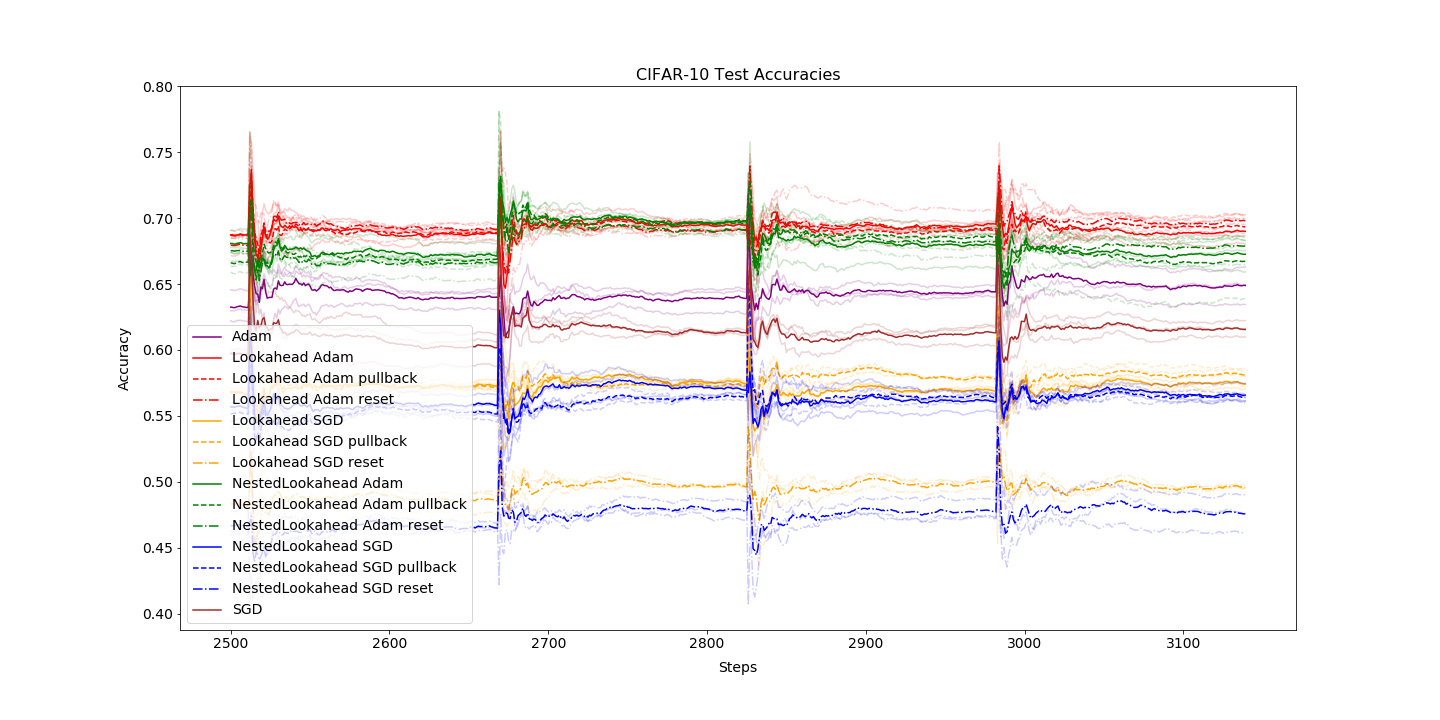 CIFAR-10 Test Accuracies
0.80
0.75
0.70
0.65
0.60
0.55
0.50
0.45
0.40
Accuracy
Adam
Lookahead Adam
Lookahead Adam pullback
Lookahead Adam reset
Lookahead SGD
Lookahead SGD pullback
Lookahead SGD reset
NestedLookahead Adam
NestedLookahead Adam pullback
NestedLookahead Adam reset
NestedLookahead SGD
NestedLookahead SGD pullback
NestedLookahead SGD reset
SGD
2500 2600 2700 2800 2900 3000 3100
Steps